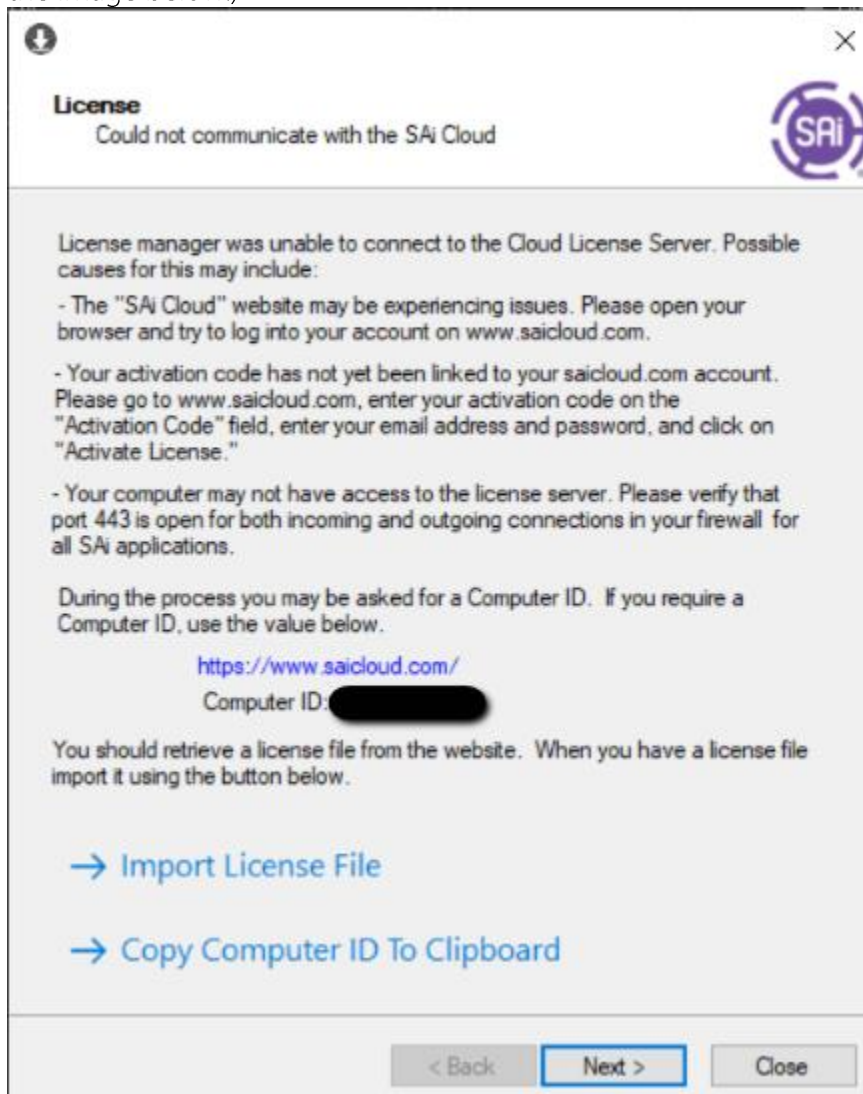 License
Could not communicate with the SAi Cloud
SAi
License manager was unable to connect to the Cloud License Server. Possible
causes for this may include:
- The "SAi Cloud" website may be experiencing issues. Please open your
browser and try to log into your account on www.saicloud.com.
- Your activation code has not yet been linked to your saicloud.com account.
Please go to www.saicloud.com, enter your activation code on the
"Activation Code" field, enter your email address and password, and click on
"Activate License."
- Your computer may not have access to the license server. Please verify that
port 443 is open for both incoming and outgoing connections in your firewall for
all SAi applications.
During the process you may be asked for a Computer ID. If you require a
Computer ID, use the value below.
https://www.saicloud.com/
Computer ID:
You should retrieve a license file from the website. When you have a license file
import it using the button below.
→ Import License File
→ Copy Computer ID To Clipboard
< Back Next > Close